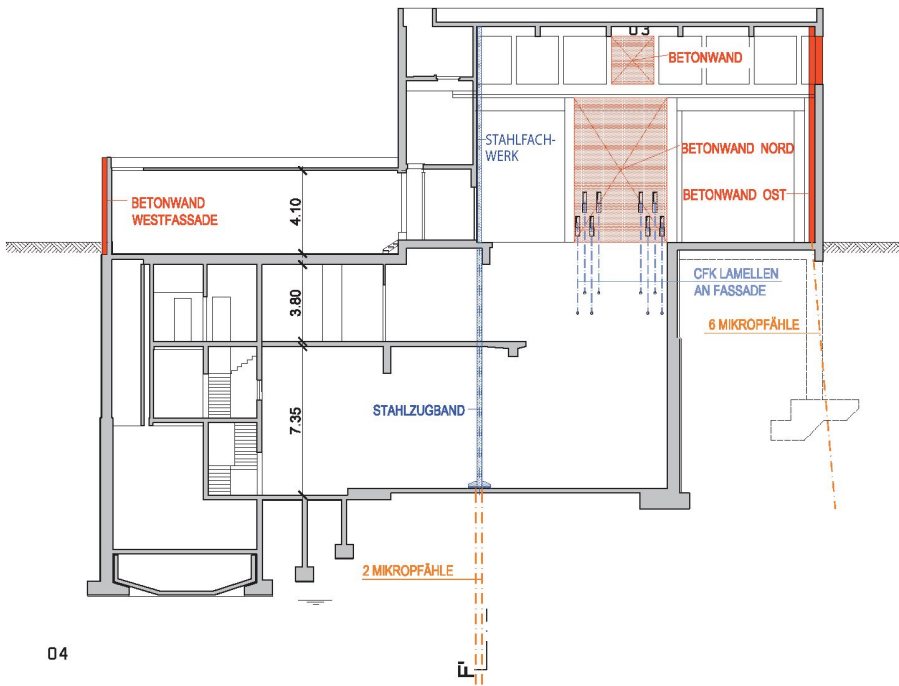 03
BETONWAND
STAHLFACH-
WERK
BETONWAND NORD
BETONWAND OST
BETONWAND
WESTFASSADE
4.10
CFK LAMELLEN
AN FASSADE
3.80
6 MIKROPFÄHLE
STAHLZUGBAND
7.35
2 MIKROPFÄHLE
04
F'